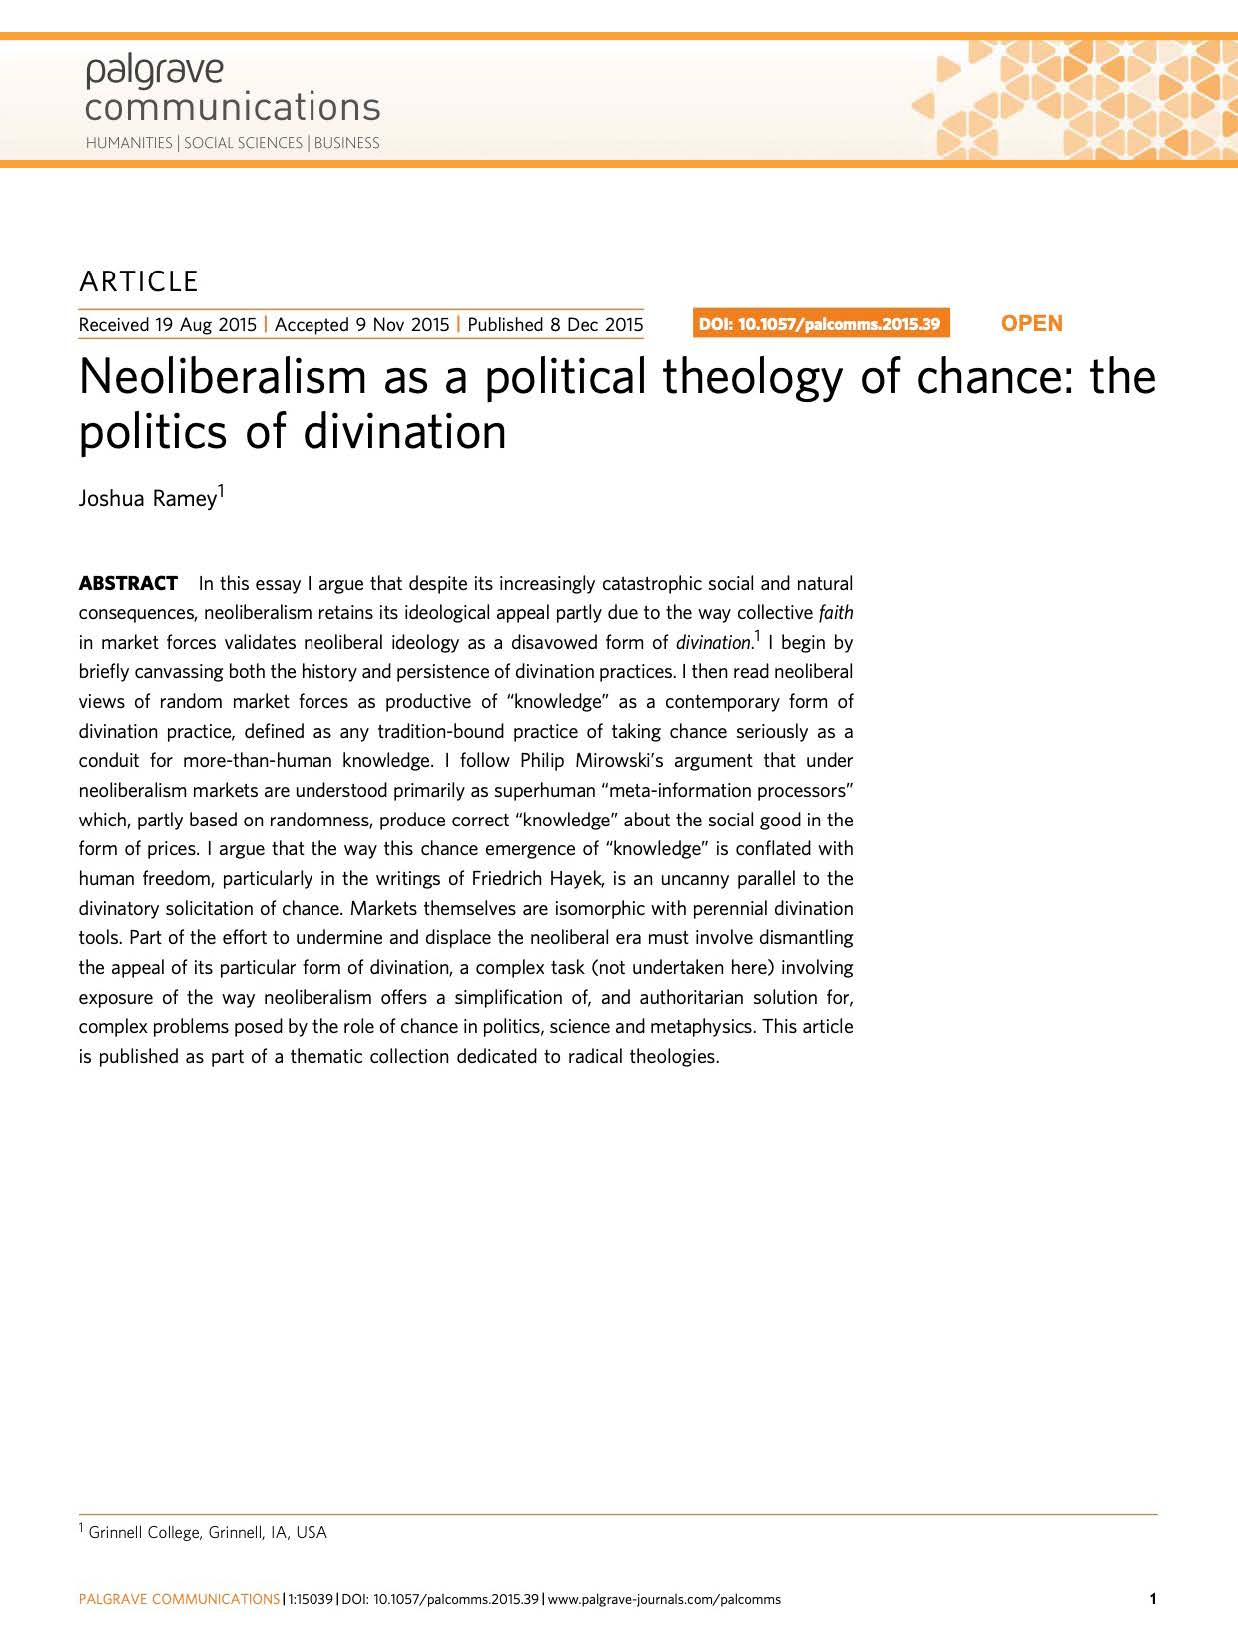 palgrave
communications
HUMANITIES | SOCIAL SCIENCES | BUSINESS
ARTICLE
Received 19 Aug 2015 | Accepted 9 Nov 2015 | Published 8 Dec 2015
DOI: 10.1057/palcomms.2015.39
OPEN
Neoliberalism as a political theology of chance: the
politics of divination
Joshua Ramey1
ABSTRACT In this essay I argue that despite its increasingly catastrophic social and natural
consequences, neoliberalism retains its ideological appeal partly due to the way collective faith
in market forces validates neoliberal ideology as a disavowed form of divination.1 I begin by
briefly canvassing both the history and persistence of divination practices. I then read neoliberal
views of random market forces as productive of “knowledge” as a contemporary form of
divination practice, defined as any tradition-bound practice of taking chance seriously as a
conduit for more-than-human knowledge. I follow Philip Mirowski’s argument that under
neoliberalism markets are understood primarily as superhuman “meta-information processors”
which, partly based on randomness, produce correct “knowledge” about the social good in the
form of prices. I argue that the way this chance emergence of “knowledge” is conflated with
human freedom, particularly in the writings of Friedrich Hayek, is an uncanny parallel to the
divinatory solicitation of chance. Markets themselves are isomorphic with perennial divination
tools. Part of the effort to undermine and displace the neoliberal era must involve dismantling
the appeal of its particular form of divination, a complex task (not undertaken here) involving
exposure of the way neoliberalism offers a simplification of, and authoritarian solution for,
complex problems posed by the role of chance in politics, science and metaphysics. This article
is published as part of a thematic collection dedicated to radical theologies.
1 Grinnell College, Grinnell, IA, USA
PALGRAVE COMMUNICATIONS | 1:15039 | DOI: 10.1057/palcomms.2015.39 | www.palgrave-journals.com/palcomms
1